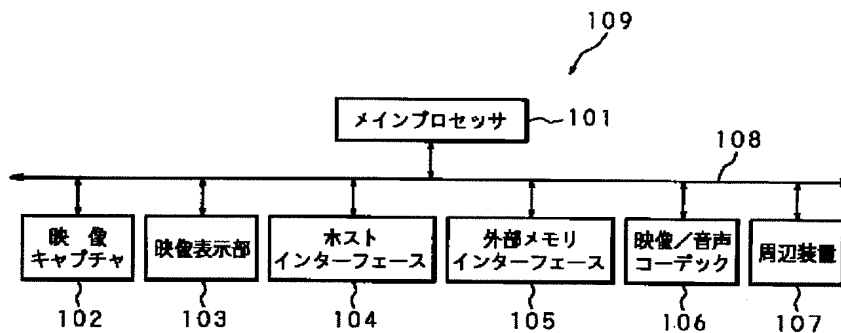 109
メインプロセッサ
101
108
映像
キャプチャ
映像表示部
ホスト
インターフェース
外部メモリ
インターフェース
映像／音声
コーデック
周辺装置
102
103
104
105
106
107